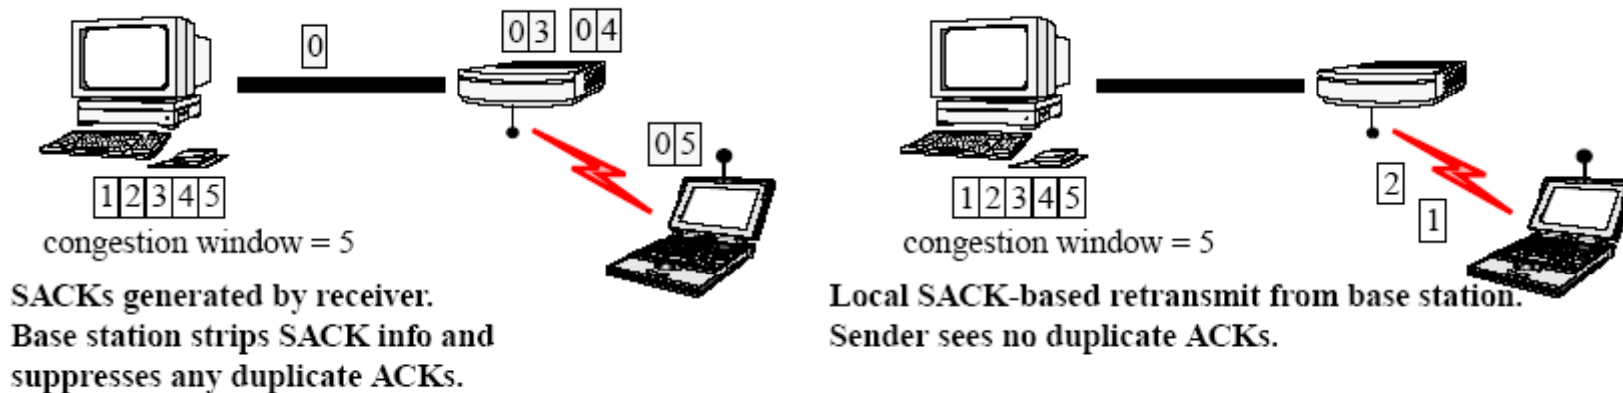 0
0 3 0 4
0 5
1 2 3 4 5
congestion window = 5
SACKs generated by receiver.
Base station strips SACK info and
suppresses any duplicate ACKs.
2
1
1 2 3 4 5
congestion window = 5
Local SACK-based retransmit from base station.
Sender sees no duplicate ACKs.